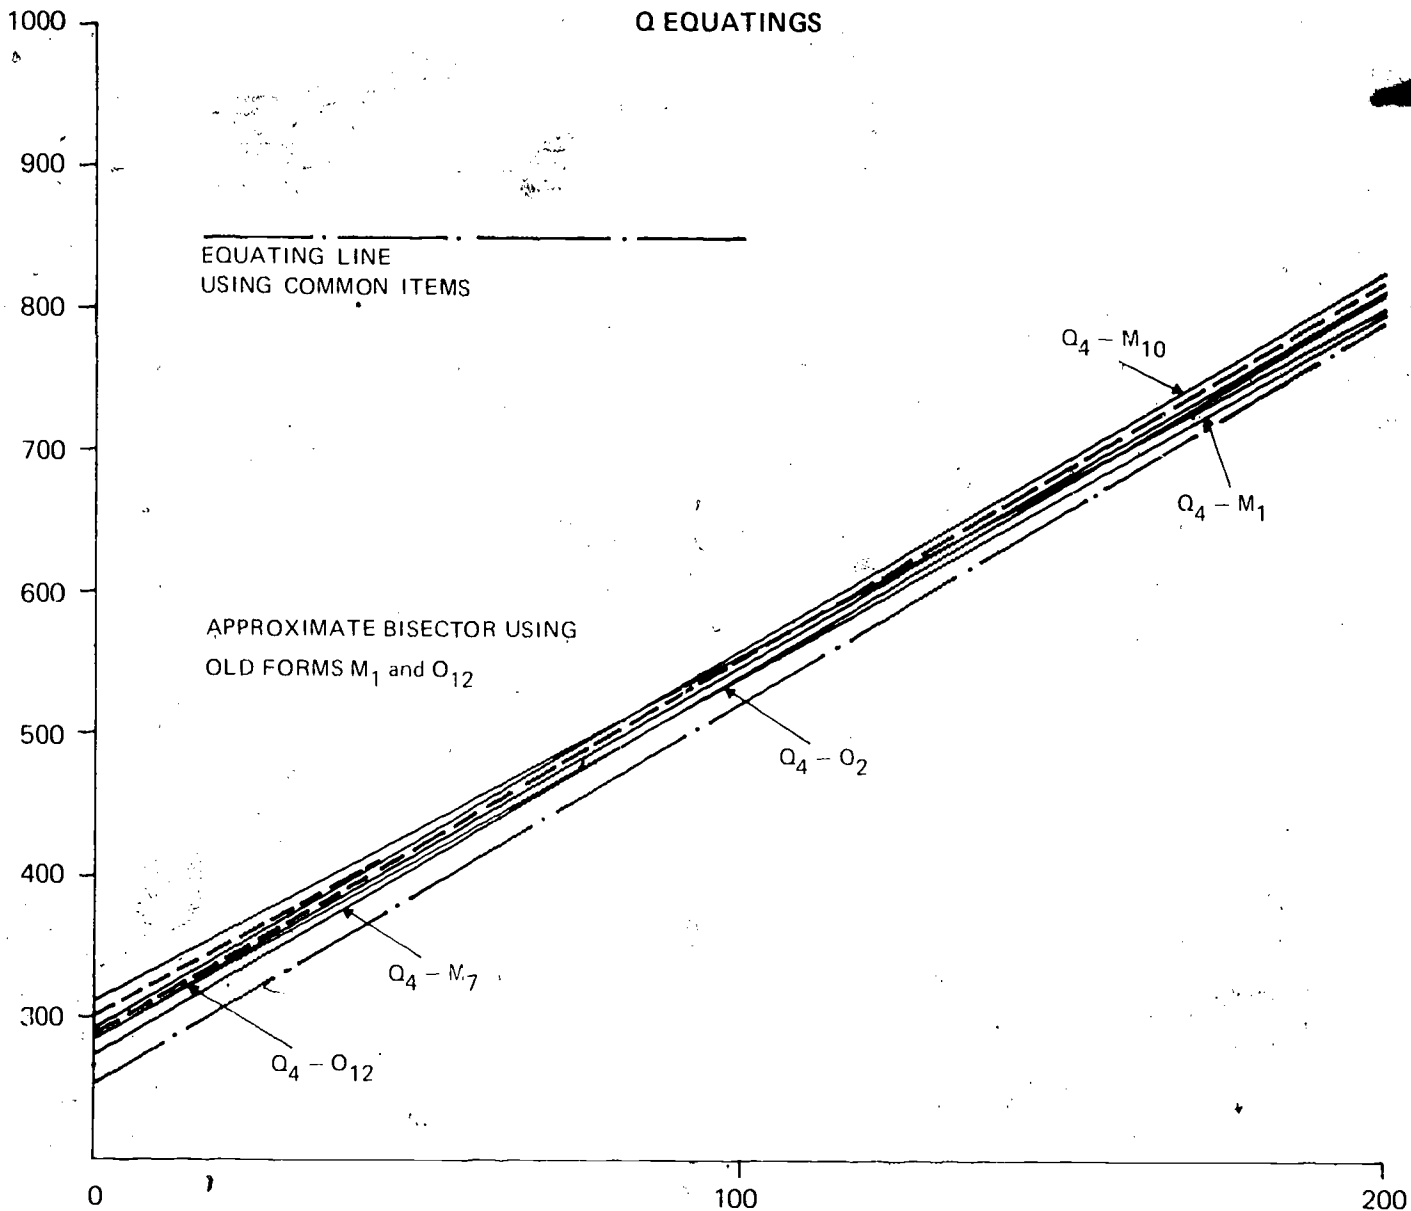 Q EQUATINGS
1000
900
800
700
600
500
400
300
EQUATING LINE
USING COMMON ITEMS
APPROXIMATE BISECTOR USING
OLD FORMS M1 and O12
Q4 – M10
Q4 – M1
Q4 – O2
Q4 – M7
Q4 – O12
0
100
200